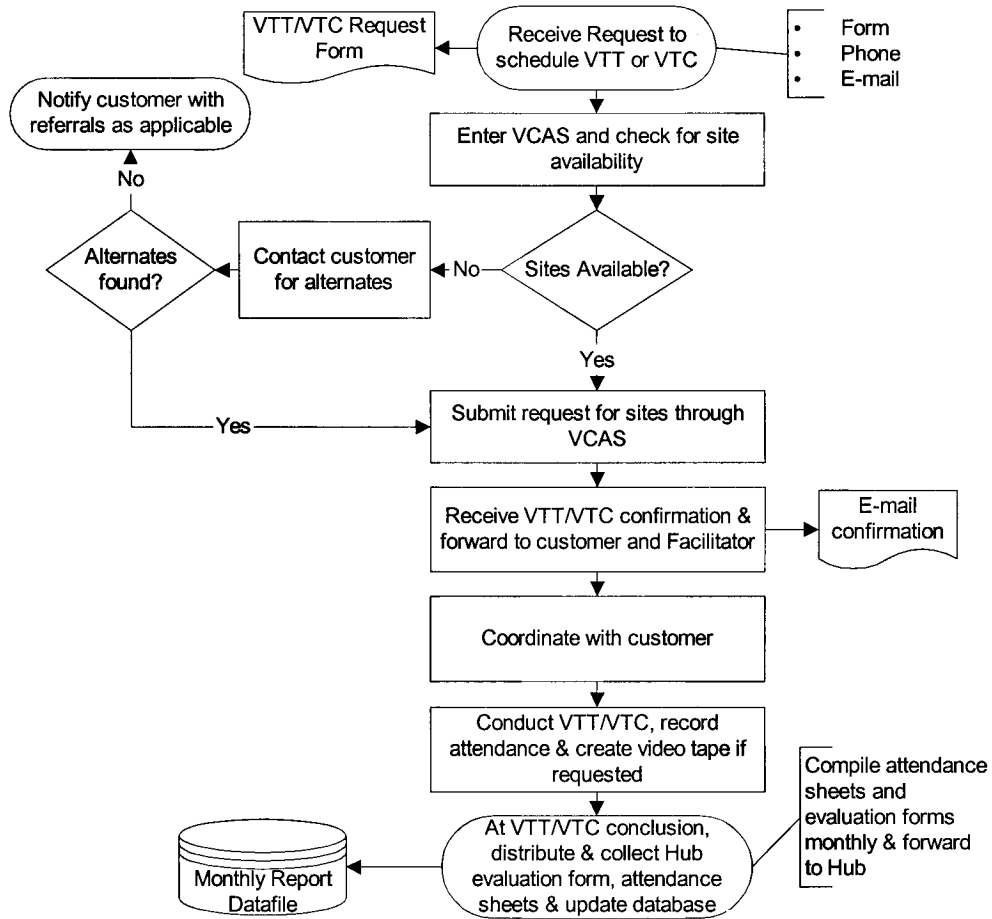 VTT/VTC Request
Form
Receive Request to
schedule VTT or VTC
• Form
• Phone
• E-mail
Notify customer with
referrals as applicable
Enter VCAS and check for site
availability
No
Alternates
found?
Contact customer
for alternates
No
Sites Available?
Yes
Yes
Submit request for sites through
VCAS
Receive VTT/VTC confirmation &
forward to customer and Facilitator
E-mail
confirmation
Coordinate with customer
Conduct VTT/VTC, record
attendance & create video tape if
requested
Compile attendance
sheets and
evaluation forms
monthly & forward
to Hub
At VTT/VTC conclusion,
distribute & collect Hub
evaluation form, attendance
sheets & update database
Monthly Report
Datafile